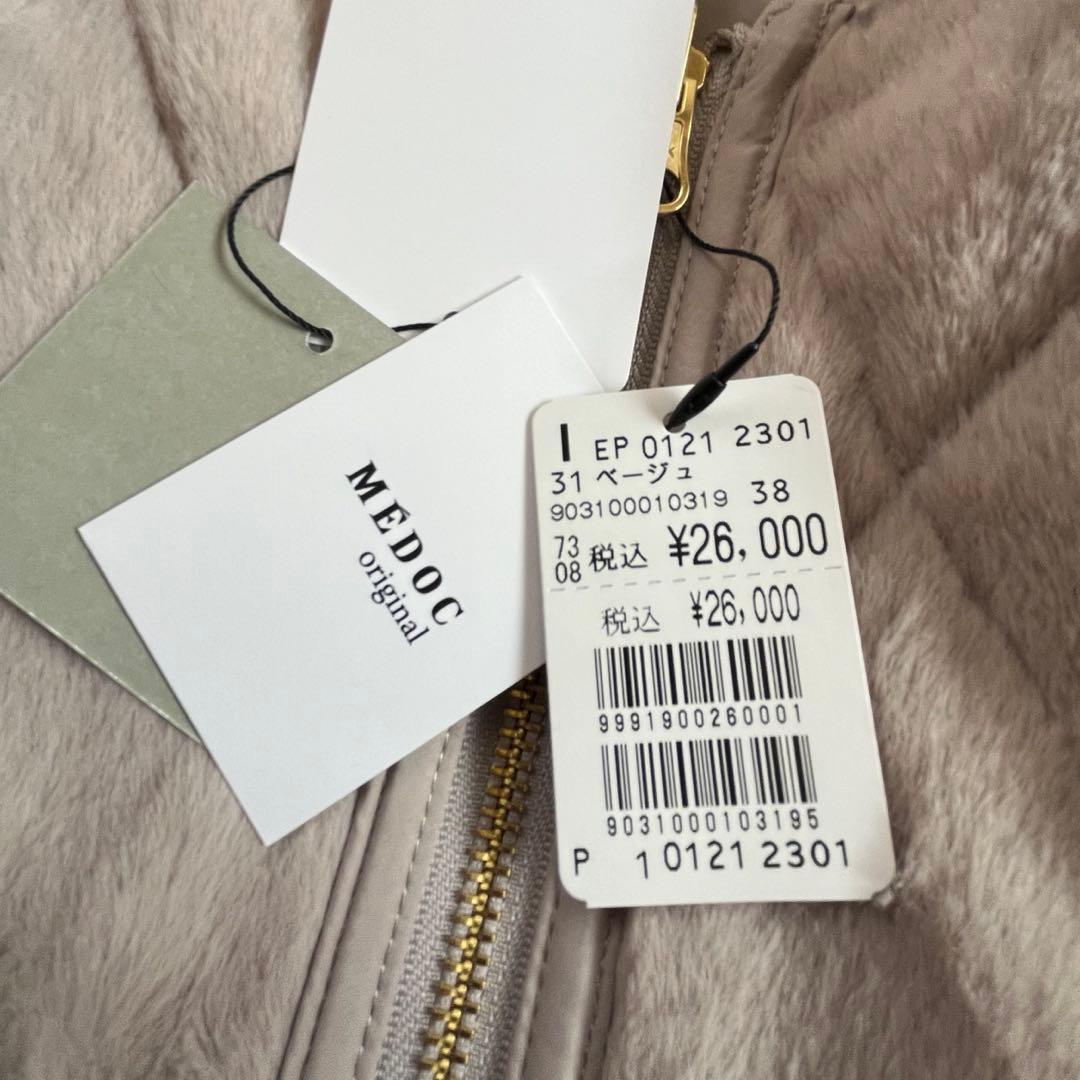 MÉDOC
original
I EP 0121 2301
31 ベージュ
903100010319 38
73
08 税込 ¥26,000
税込 ¥26,000
9991900260001
9031000103195
P 1 0121 2301